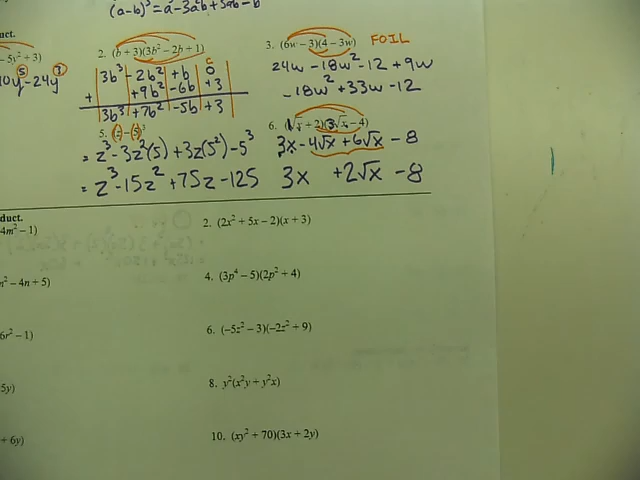 (a-b)³ = a³-3a²b+3ab²-b³
uct.
-5y² + 3)
2. (b + 3)(3b² - 2b + 1)
3. (6w - 3)(4 - 3w) FOIL
0y⁵-24y³
3b³ -2b² +b 0
+ +9b² -6b +3
3b³ +7b² -5b +3
24w -18w² -12 +9w
-18w² +33w -12
5. (z - 5)³
= z³-3z²(5) +3z(5²) -5³
= z³-15z² +75z -125
6. (1√x + 2)(3√x - 4)
3x -4√x +6√x -8
3x +2√x -8
duct.
4m² - 1)
2. (2x² + 5x - 2)(x + 3)
n² - 4n + 5)
4. (3p⁴ - 5)(2p² + 4)
6r² - 1)
6. (-5z² - 3)(-2z² + 9)
5y)
8. y²(x²y + y²x)
+ 6y)
10. (xy² + 70)(3x + 2y)